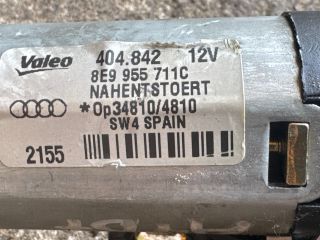 Valeo 404.842 12V
8E9 955 711C
NAHENTSTOERT
*Op34810/4810
SW4 SPAIN
2155